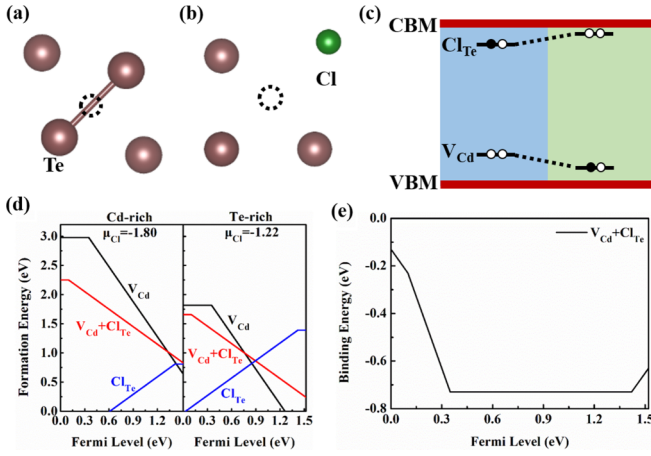 (a)
Te
(b)
Cl
(c)
CBM
Cl_Te
V_Cd
VBM
(d)
Cd-rich
Te-rich
μ_Cl=-1.80
μ_Cl=-1.22
Formation Energy (eV)
3.0
2.5
2.0
1.5
1.0
0.5
0.0
V_Cd
V_Cd+Cl_Te
Cl_Te
V_Cd
V_Cd+Cl_Te
Cl_Te
0.0 0.3 0.6 0.9 1.2 0.0 0.3 0.6 0.9 1.2 1.5
Fermi Level (eV)
Fermi Level (eV)
(e)
Binding Energy (eV)
0.0
-0.2
-0.4
-0.6
-0.8
V_Cd+Cl_Te
0.0 0.3 0.6 0.9 1.2 1.5
Fermi Level (eV)